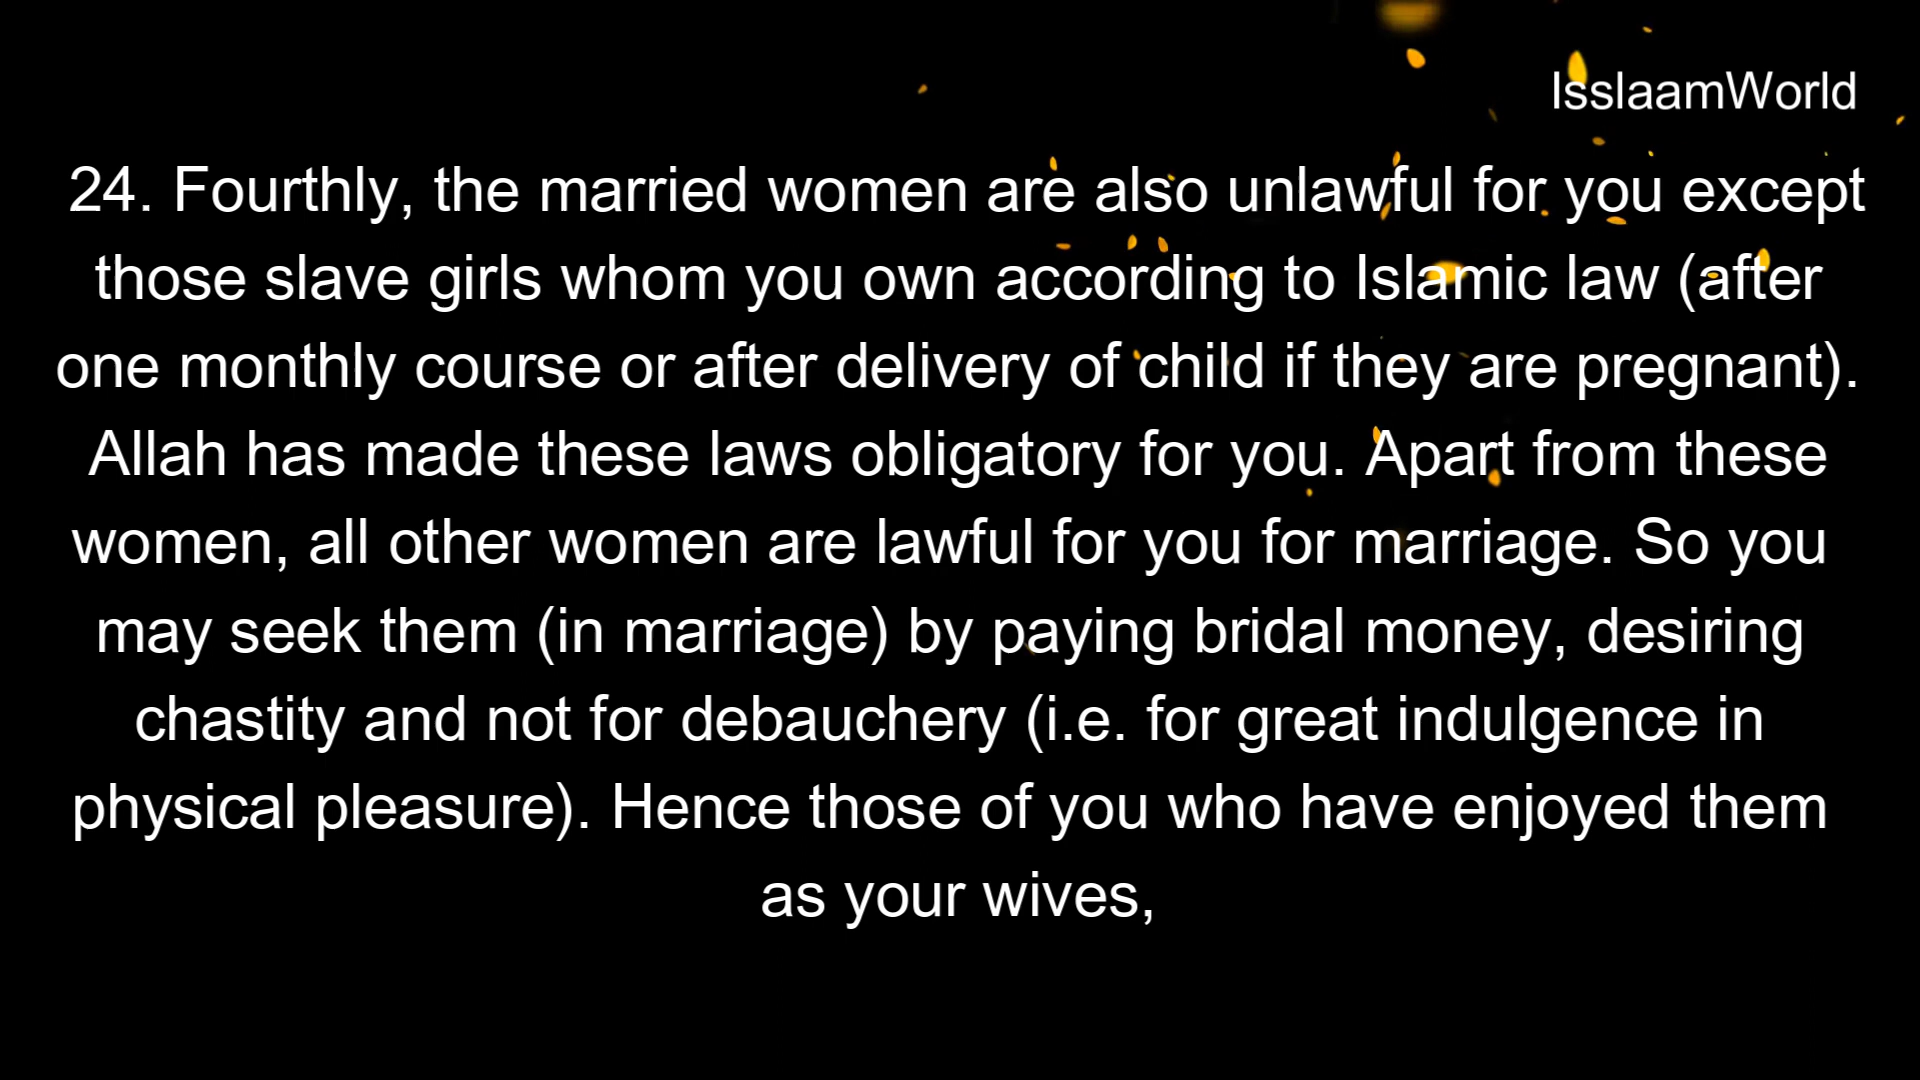 IsslaamWorld
24. Fourthly, the married women are also unlawful for you except
those slave girls whom you own according to Islamic law (after
one monthly course or after delivery of child if they are pregnant).
Allah has made these laws obligatory for you. Apart from these
women, all other women are lawful for you for marriage. So you
may seek them (in marriage) by paying bridal money, desiring
chastity and not for debauchery (i.e. for great indulgence in
physical pleasure). Hence those of you who have enjoyed them
as your wives,